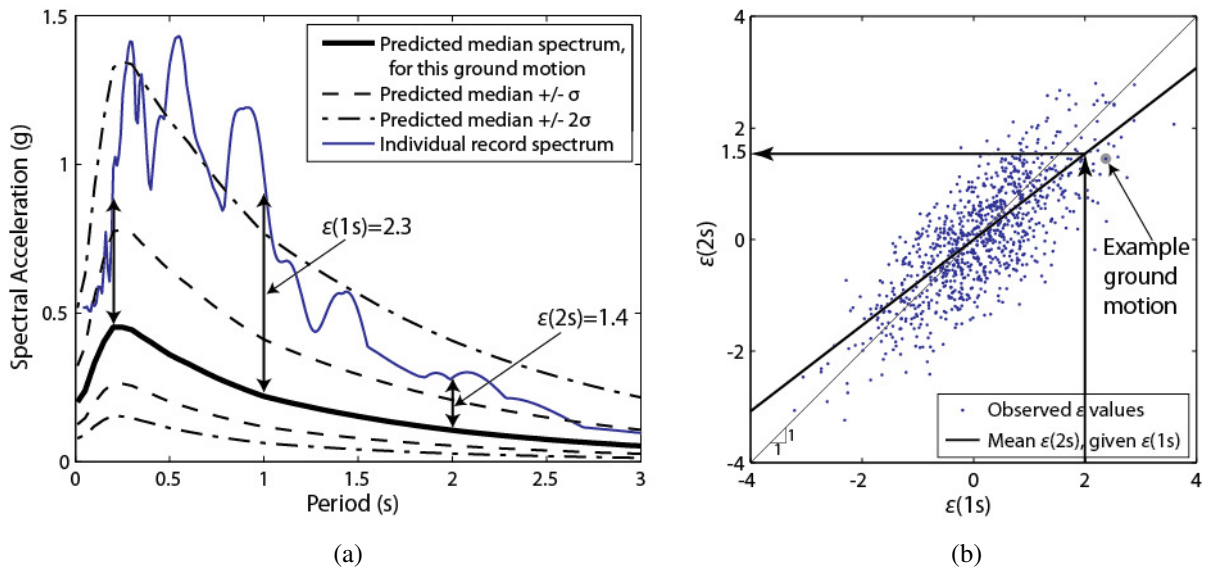 1.5
1
0.5
0
Spectral Acceleration (g)
Predicted median spectrum,
for this ground motion
Predicted median +/- σ
Predicted median +/- 2σ
Individual record spectrum
ε(1s)=2.3
ε(2s)=1.4
0 0.5 1 1.5 2 2.5 3
Period (s)
(a)
4
2
1.5
0
-2
-4
ε(2s)
Example
ground
motion
1
1
Observed ε values
Mean ε(2s), given ε(1s)
-4 -2 0 2 4
ε(1s)
(b)